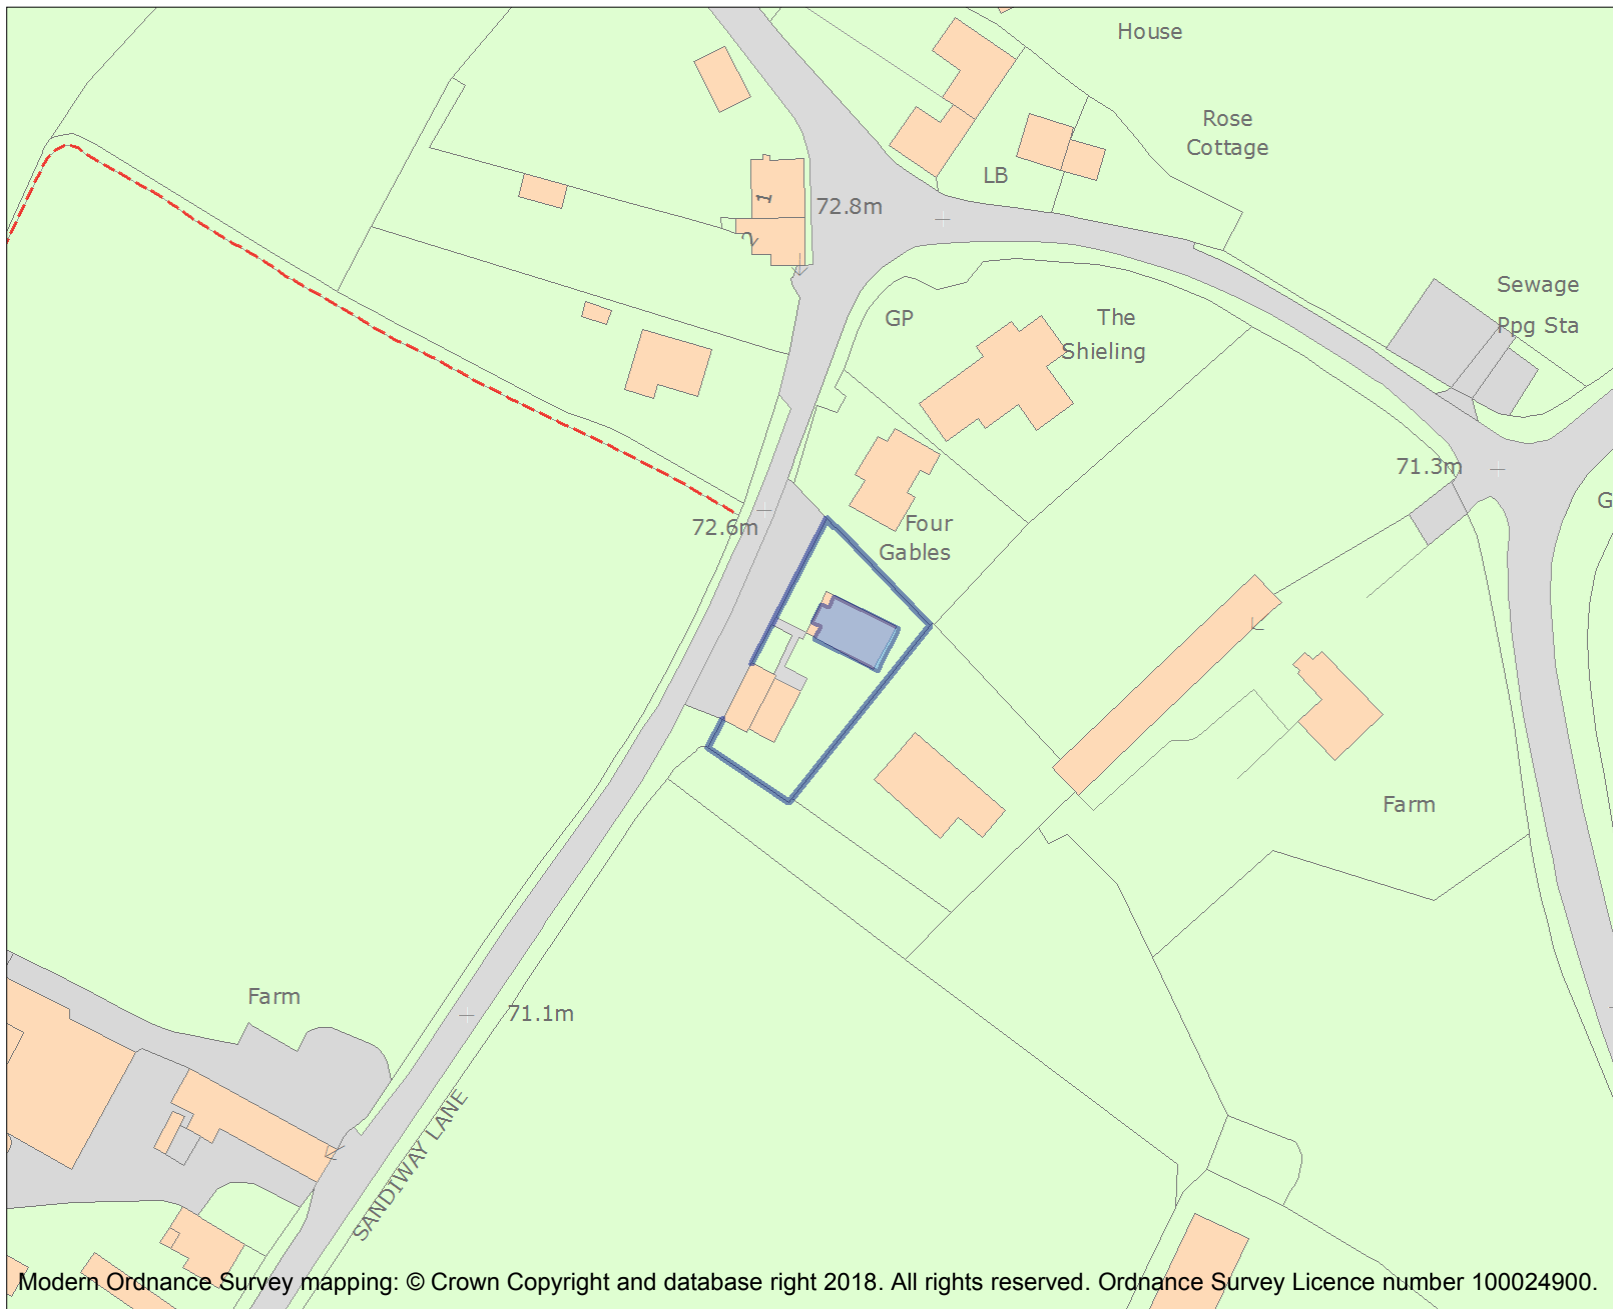 House
Rose
Cottage
LB
1
72.8m
2
Sewage
Ppg Sta
GP
The
Shieling
71.3m
G
72.6m
Four
Gables
Farm
Farm
71.1m
SANDIWAY LANE
Modern Ordnance Survey mapping: © Crown Copyright and database right 2018. All rights reserved. Ordnance Survey Licence number 100024900.